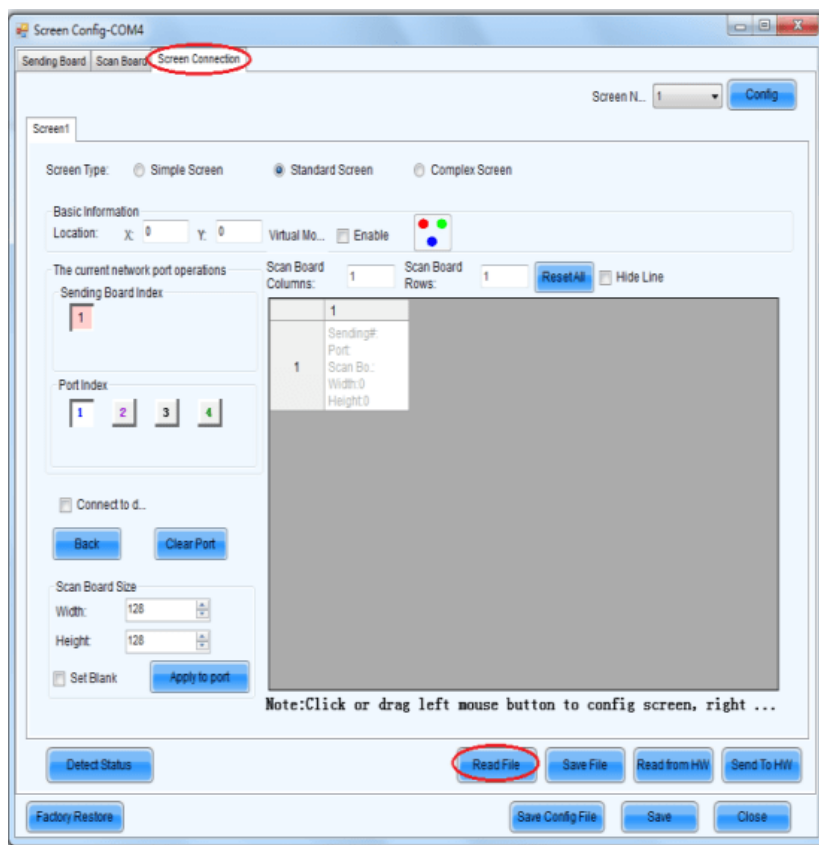 Screen Config-COM4
Sending Board Scan Board Screen Connection
Screen N... 1 Config
Screen1
Screen Type: Simple Screen Standard Screen Complex Screen
Basic Information
Location: X: 0 Y: 0 Virtual Mo... Enable
The current network port operations
Scan Board Columns: 1 Scan Board Rows: 1 Reset All Hide Line
Sending Board Index
1
1
1
Sending#:
Port:
Scan Bo.:
Width:0
Height:0
Port Index
1 2 3 4
Connect to d...
Back Clear Port
Scan Board Size
Width: 128
Height: 128
Set Blank Apply to port
Note:Click or drag left mouse button to config screen, right ...
Detect Status Read File Save File Read from HW Send To HW
Factory Restore Save Config File Save Close